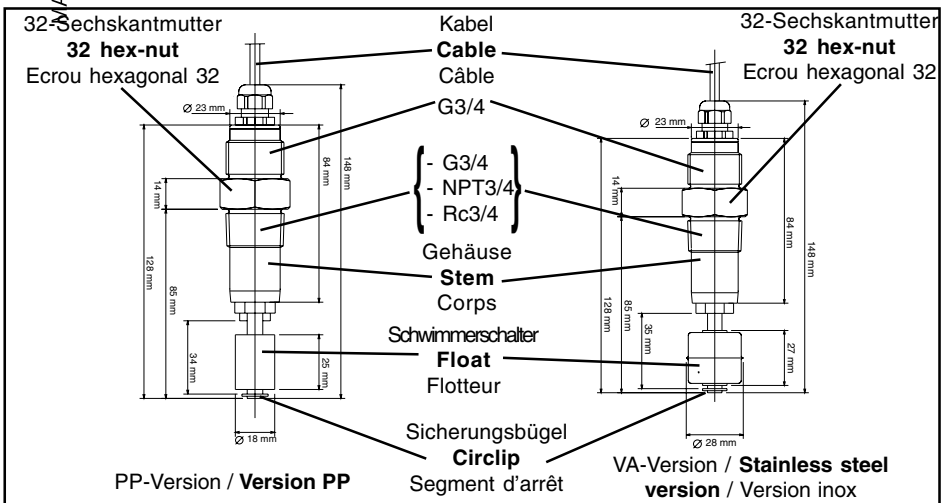 MA
32-Sechskantmutter
32 hex-nut
Ecrou hexagonal 32
Kabel
Cable
Câble
32-Sechskantmutter
32 hex-nut
Ecrou hexagonal 32
G3/4
- G3/4
- NPT3/4
- Rc3/4
Gehäuse
Stem
Corps
Schwimmerschalter
Float
Flotteur
Sicherungsbügel
Circlip
Segment d'arrêt
Ø 23 mm
148 mm
84 mm
14 mm
128 mm
85 mm
34 mm
25 mm
Ø 18 mm
PP-Version / Version PP
Ø 23 mm
14 mm
84 mm
148 mm
128 mm
85 mm
35 mm
27 mm
Ø 28 mm
VA-Version / Stainless steel
version / Version inox